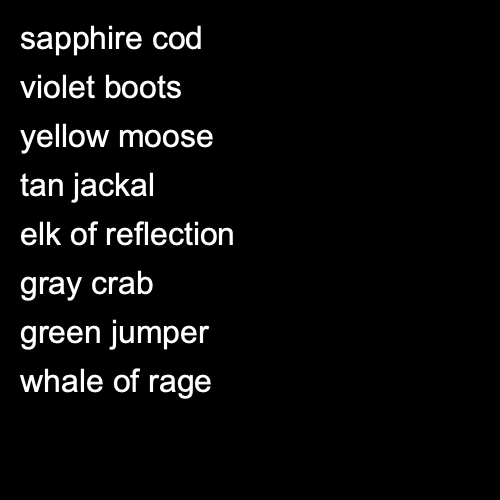 sapphire cod
violet boots
yellow moose
tan jackal
elk of reflection
gray crab
green jumper
whale of rage